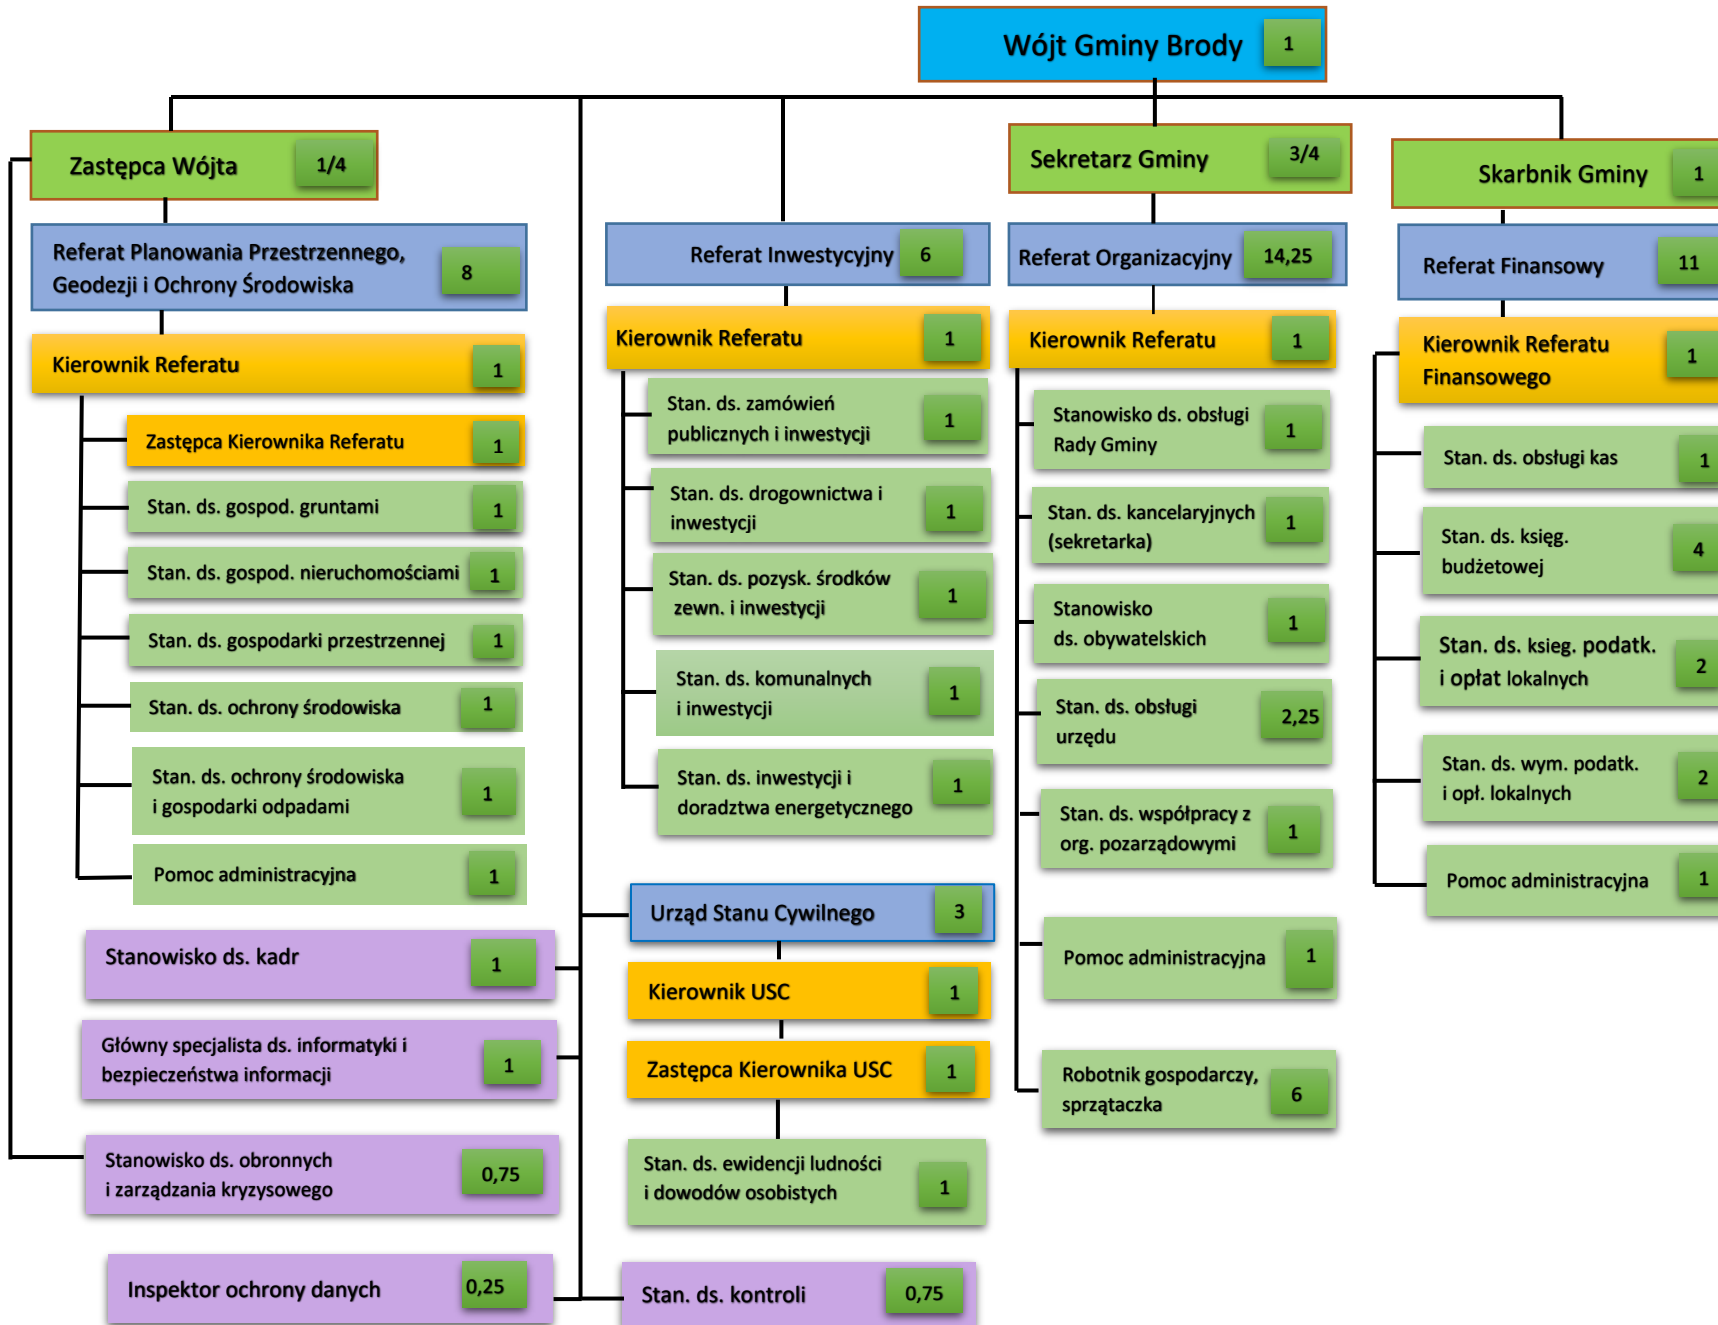 Wójt Gminy Brody 1
Zastępca Wójta 1/4
Referat Planowania Przestrzennego,
Geodezji i Ochrony Środowiska 8
Kierownik Referatu 1
Zastępca Kierownika Referatu 1
Stan. ds. gospod. gruntami 1
Stan. ds. gospod. nieruchomościami 1
Stan. ds. gospodarki przestrzennej 1
Stan. ds. ochrony środowiska 1
Stan. ds. ochrony środowiska
i gospodarki odpadami 1
Pomoc administracyjna 1
Stanowisko ds. kadr 1
Główny specjalista ds. informatyki i
bezpieczeństwa informacji 1
Stanowisko ds. obronnych
i zarządzania kryzysowego 0,75
Inspektor ochrony danych 0,25
Referat Inwestycyjny 6
Kierownik Referatu 1
Stan. ds. zamówień
publicznych i inwestycji 1
Stan. ds. drogownictwa i
inwestycji 1
Stan. ds. pozysk. środków
zewn. i inwestycji 1
Stan. ds. komunalnych
i inwestycji 1
Stan. ds. inwestycji i
doradztwa energetycznego 1
Urząd Stanu Cywilnego 3
Kierownik USC 1
Zastępca Kierownika USC 1
Stan. ds. ewidencji ludności
i dowodów osobistych 1
Stan. ds. kontroli 0,75
Sekretarz Gminy 3/4
Referat Organizacyjny 14,25
Kierownik Referatu 1
Stanowisko ds. obsługi
Rady Gminy 1
Stan. ds. kancelaryjnych
(sekretarka) 1
Stanowisko
ds. obywatelskich 1
Stan. ds. obsługi
urzędu 2,25
Stan. ds. współpracy z
org. pozarządowymi 1
Pomoc administracyjna 1
Robotnik gospodarczy,
sprzątaczka 6
Skarbnik Gminy 1
Referat Finansowy 11
Kierownik Referatu
Finansowego 1
Stan. ds. obsługi kas 1
Stan. ds. księg.
budżetowej 4
Stan. ds. ksieg. podatk.
i opłat lokalnych 2
Stan. ds. wym. podatk.
i opł. lokalnych 2
Pomoc administracyjna 1